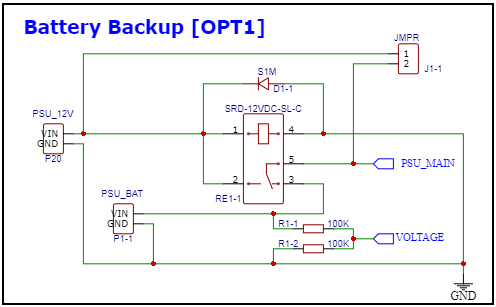 Battery Backup [OPT1]
JMPR
1
2
J1-1
S1M
D1-1
PSU_12V
VIN
GND
P20
SRD-12VDC-SL-C
1
4
5
2
3
RE1-1
PSU_MAIN
PSU_BAT
VIN
GND
P1-1
R1-1
100K
R1-2
100K
VOLTAGE
GND